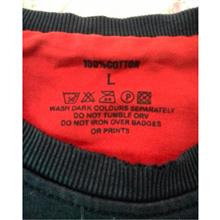 100% COTTON
L
WASH DARK COLOURS SEPARATELY
DO NOT TUMBLE DRY
DO NOT IRON OVER BADGES
OR PRINTS